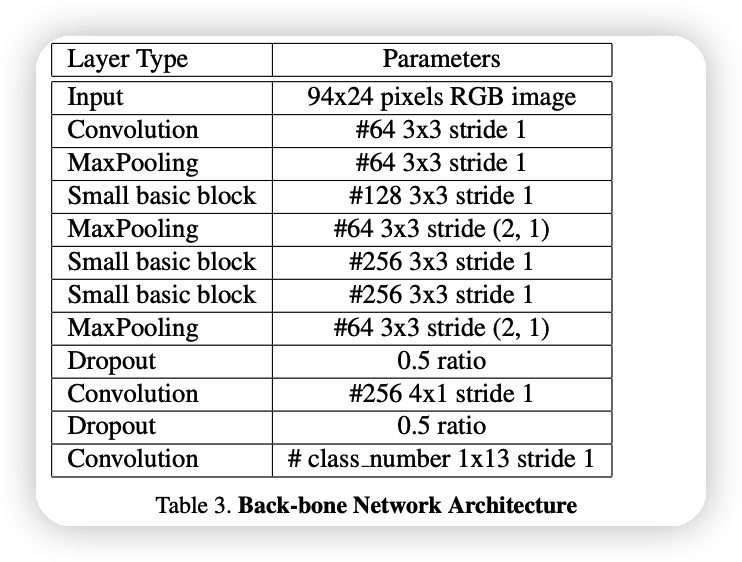 Layer Type Parameters
Input 94x24 pixels RGB image
Convolution #64 3x3 stride 1
MaxPooling #64 3x3 stride 1
Small basic block #128 3x3 stride 1
MaxPooling #64 3x3 stride (2, 1)
Small basic block #256 3x3 stride 1
Small basic block #256 3x3 stride 1
MaxPooling #64 3x3 stride (2, 1)
Dropout 0.5 ratio
Convolution #256 4x1 stride 1
Dropout 0.5 ratio
Convolution # class_number 1x13 stride 1
Table 3. Back-bone Network Architecture